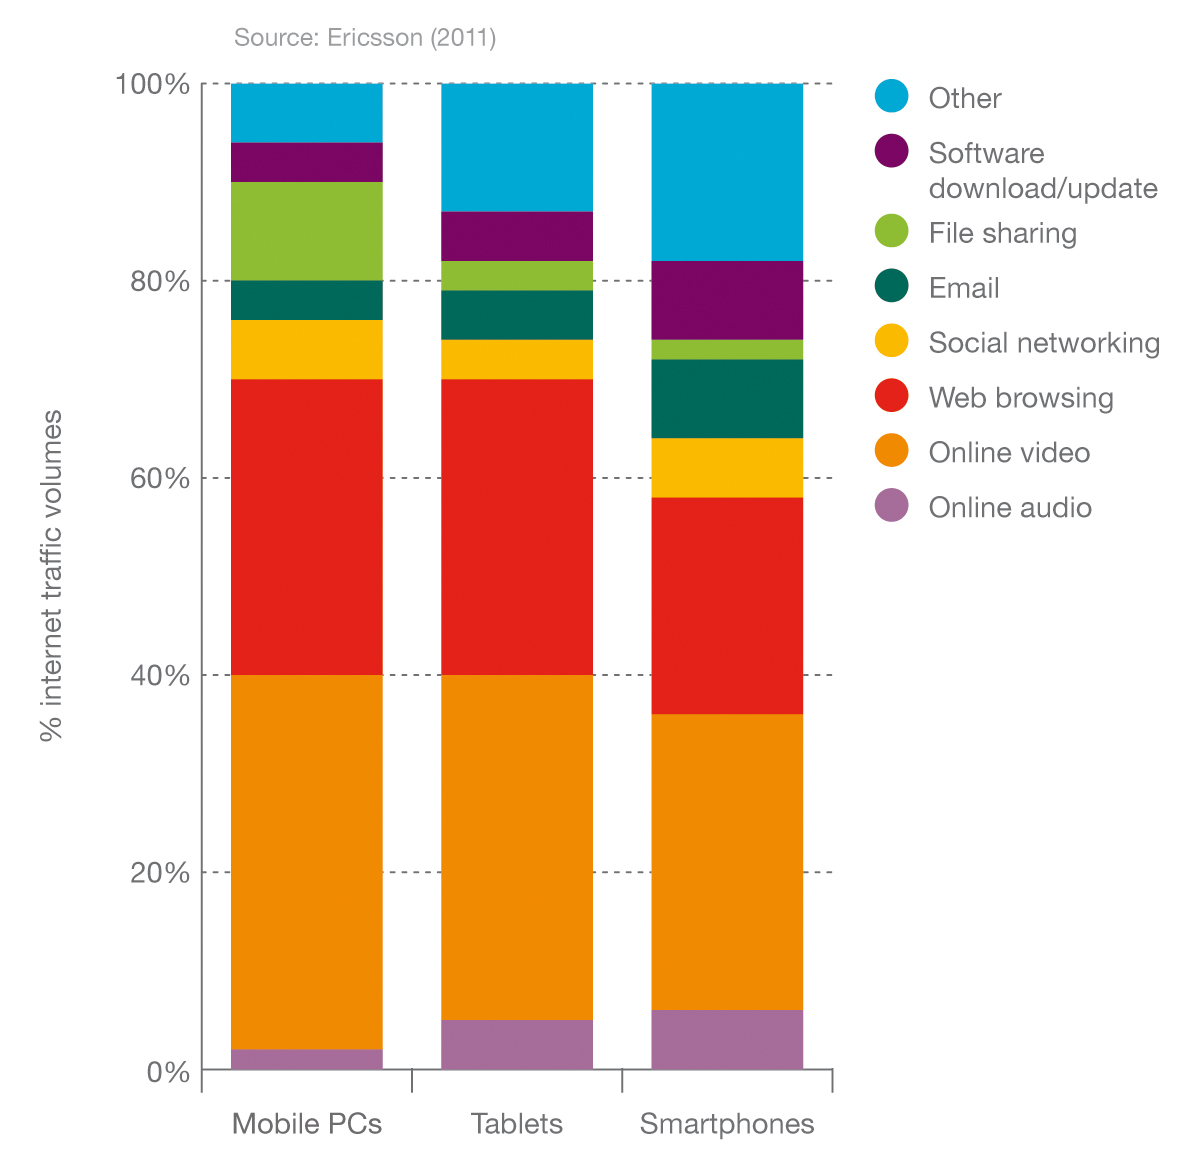 Source: Ericsson (2011)
100%
80%
60%
40%
20%
0%
% internet traffic volumes
Mobile PCs
Tablets
Smartphones
Other
Software
download/update
File sharing
Email
Social networking
Web browsing
Online video
Online audio